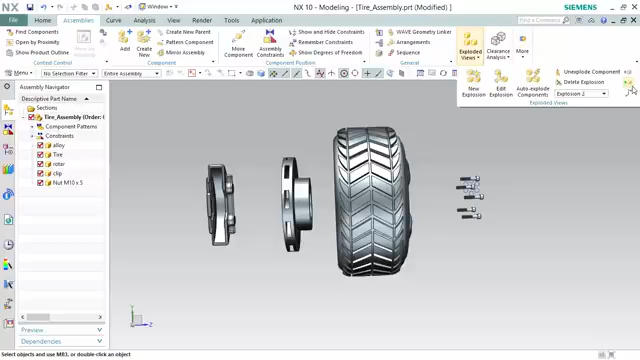 NX
Window
NX 10 - Modeling - [Tire_Assembly.prt (Modified) ]
SIEMENS
File
Home
Assemblies
Curve
Analysis
View
Render
Tools
Application
Find Components
Open by Proximity
Show Product Outline
Context Control
Add
Create New
Create New Parent
Pattern Component
Component
Move Component
Assembly Constraints
Show and Hide Constraints
Remember Constraints
Show Degrees of Freedom
Component Position
WAVE Geometry Linker
Arrangements
Sequence
General
Exploded Views
Clearance Analysis
More
Menu
No Selection Filter
Entire Assembly
New Explosion
Edit Explosion
Auto-explode Components
Unexplode Component
Delete Explosion
Explosion 2
Exploded Views
Assembly Navigator
Descriptive Part Name
Sections
Tire_Assembly (Order: C
Component Patterns
Constraints
alloy
Tire
rotar
clip
Nut M10 x 5
Preview
Dependencies
Y
Z
Select objects or use MB3, or double-click an object